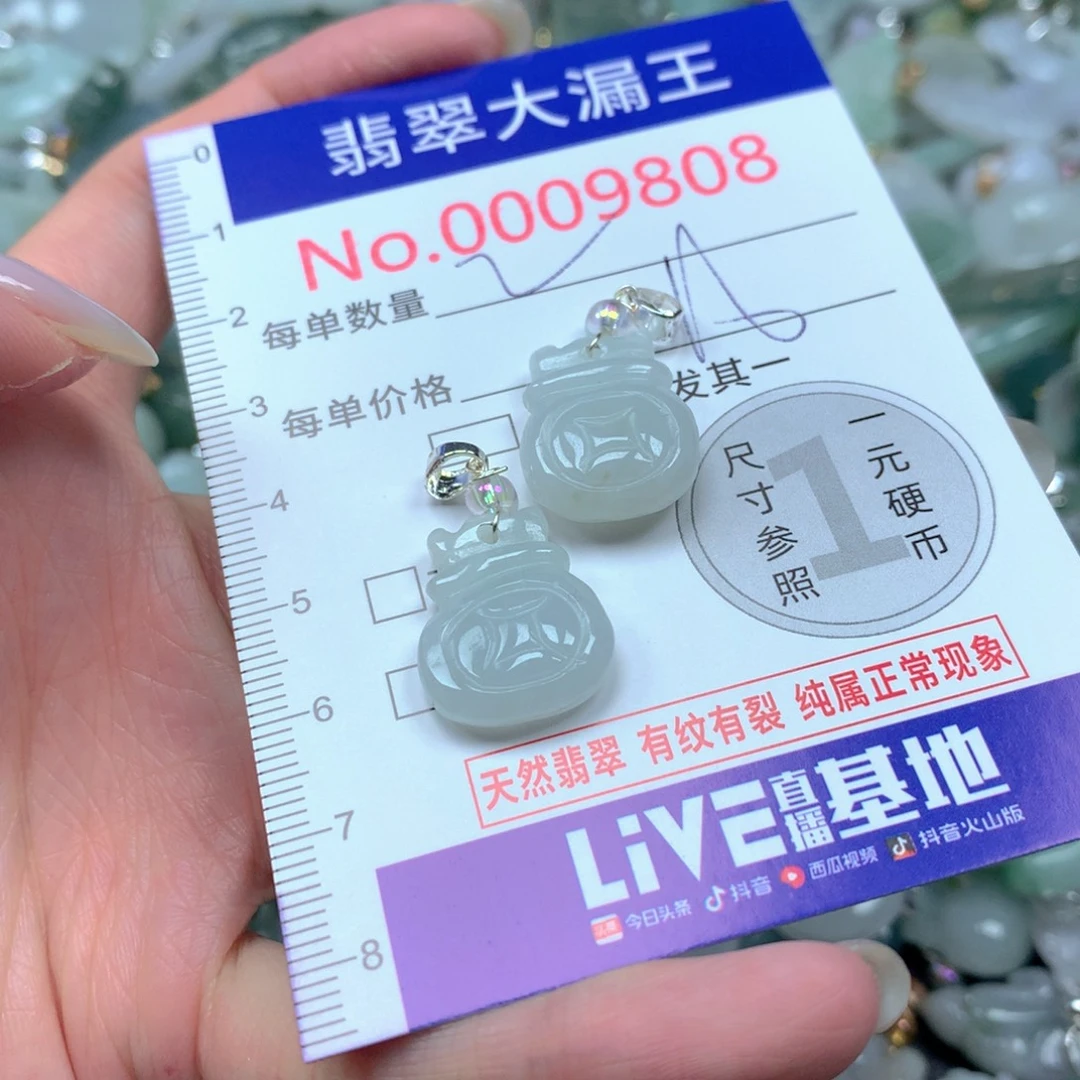 翡翠大漏王
No.0009808
每单数量
每单价格
发其一
尺寸参照
1
一元硬币
天然翡翠 有纹有裂 纯属正常现象
LiVE直播基地
头条 今日头条 抖音 西瓜视频 抖音火山版
0
1
2
3
4
5
6
7
8